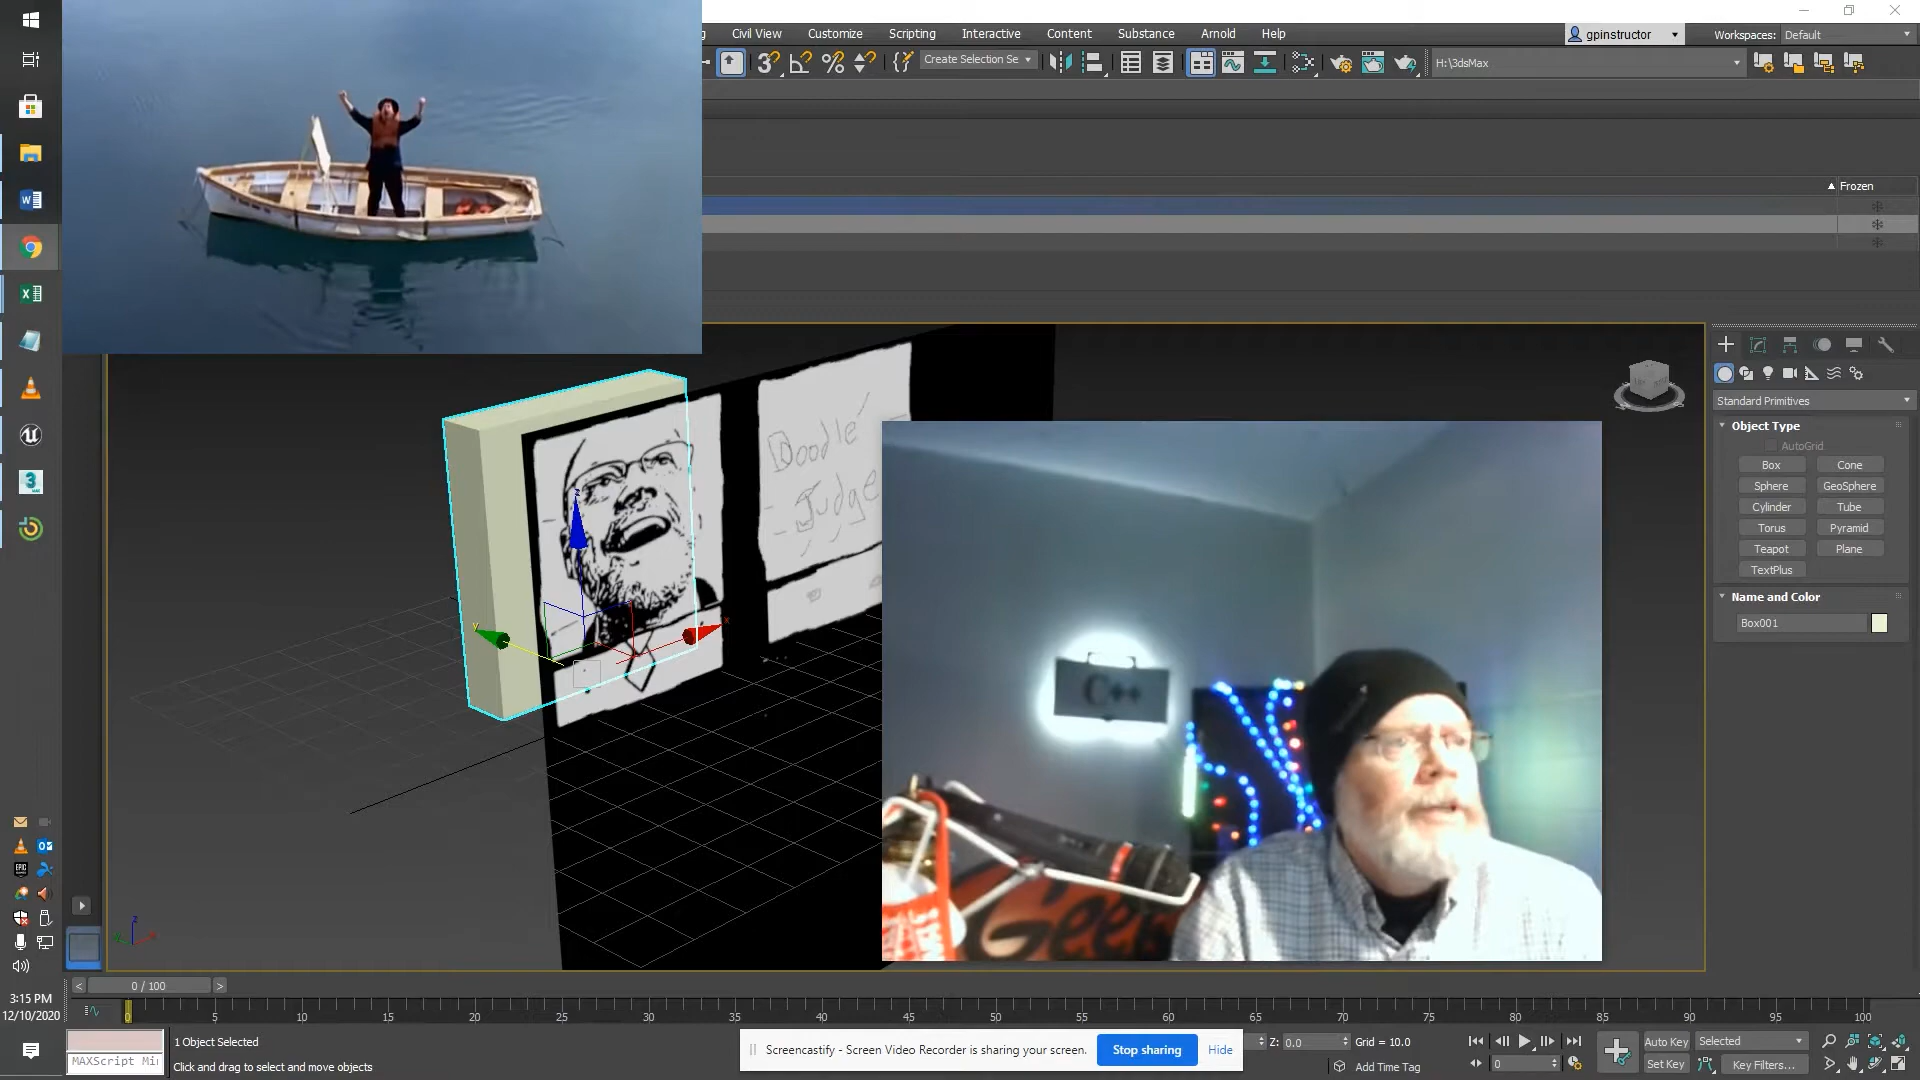 Civil View Customize Scripting Interactive Content Substance Arnold Help gpinstructor Workspaces: Default
Create Selection Se H:\3dsMax
Frozen
Doodle
Judge
Standard Primitives
Object Type
AutoGrid
Box Cone
Sphere GeoSphere
Cylinder Tube
Torus Pyramid
Teapot Plane
TextPlus
Name and Color
Box001
C++
Geek
0 / 100
3:15 PM
12/10/2020
0 5 10 15 20 25 30 35 40 45 50 55 60 65 70 75 80 85 90 95 100
1 Object Selected
MAXScript Mi
Click and drag to select and move objects
Screencastify - Screen Video Recorder is sharing your screen. Stop sharing Hide
Z: 0.0 Grid = 10.0
Add Time Tag
0
Auto Key Selected
Set Key Key Filters...